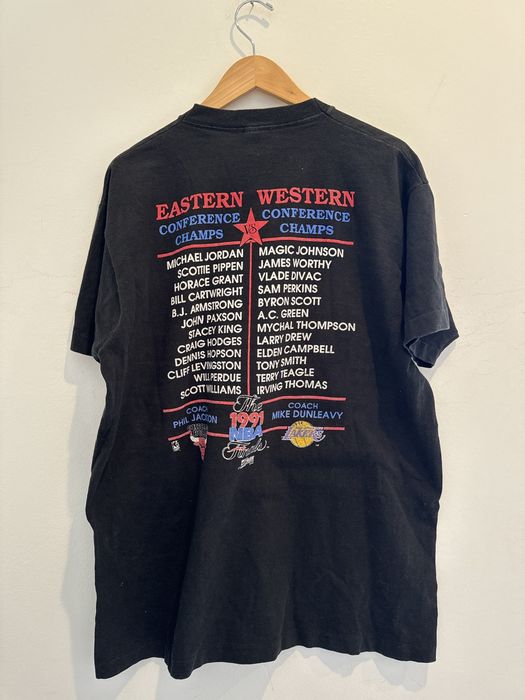 EASTERN WESTERN
CONFERENCE CHAMPS VS CONFERENCE CHAMPS
MICHAEL JORDAN MAGIC JOHNSON
SCOTTIE PIPPEN JAMES WORTHY
HORACE GRANT VLADE DIVAC
BILL CARTWRIGHT SAM PERKINS
B.J. ARMSTRONG BYRON SCOTT
JOHN PAXSON A.C. GREEN
STACEY KING MYCHAL THOMPSON
CRAIG HODGES LARRY DREW
DENNIS HOPSON ELDEN CAMPBELL
CLIFF LEVINGSTON TONY SMITH
WILL PERDUE TERRY TEAGLE
SCOTT WILLIAMS IRVING THOMAS
COACH PHIL JACKSON
The 1991 NBA Finals
COACH MIKE DUNLEAVY
LAKERS